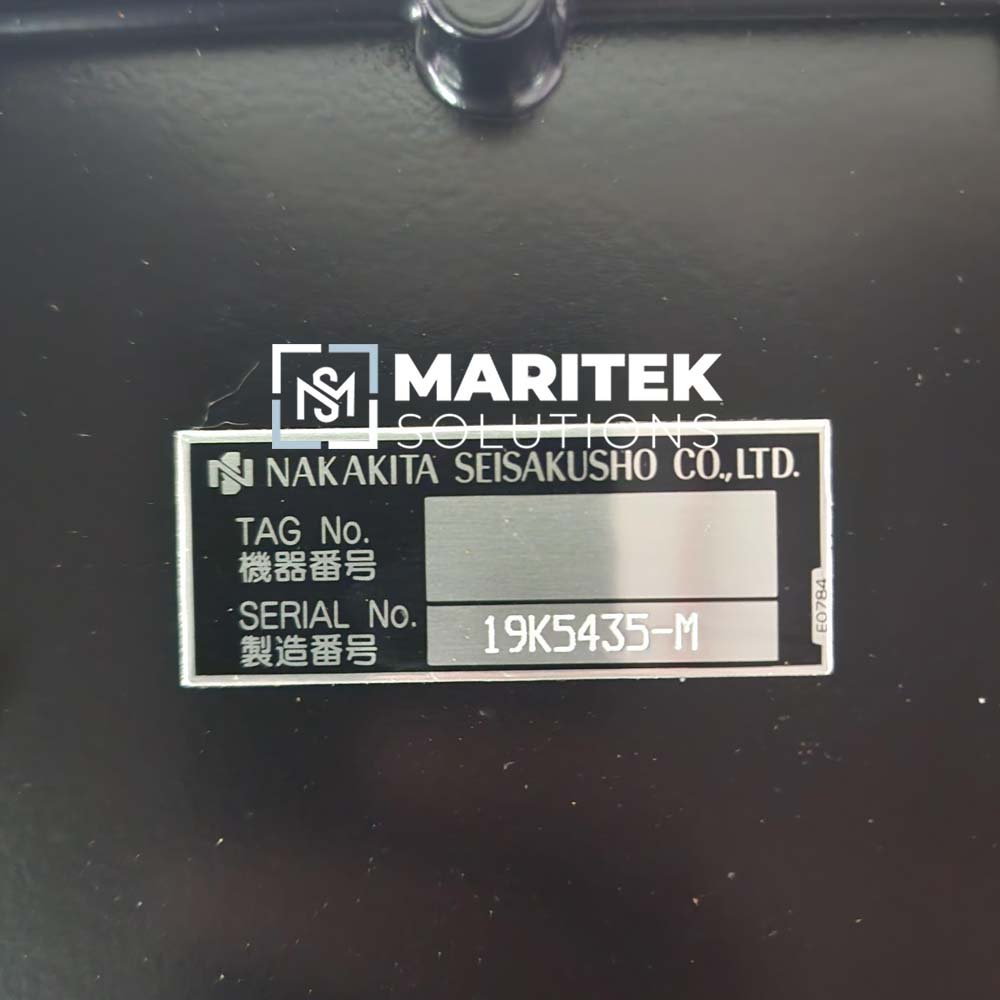 MARITEK
SOLUTIONS
NAKAKITA SEISAKUSHO CO.,LTD.
TAG No.
機器番号
SERIAL No. 19K5435-M
製造番号
E0784